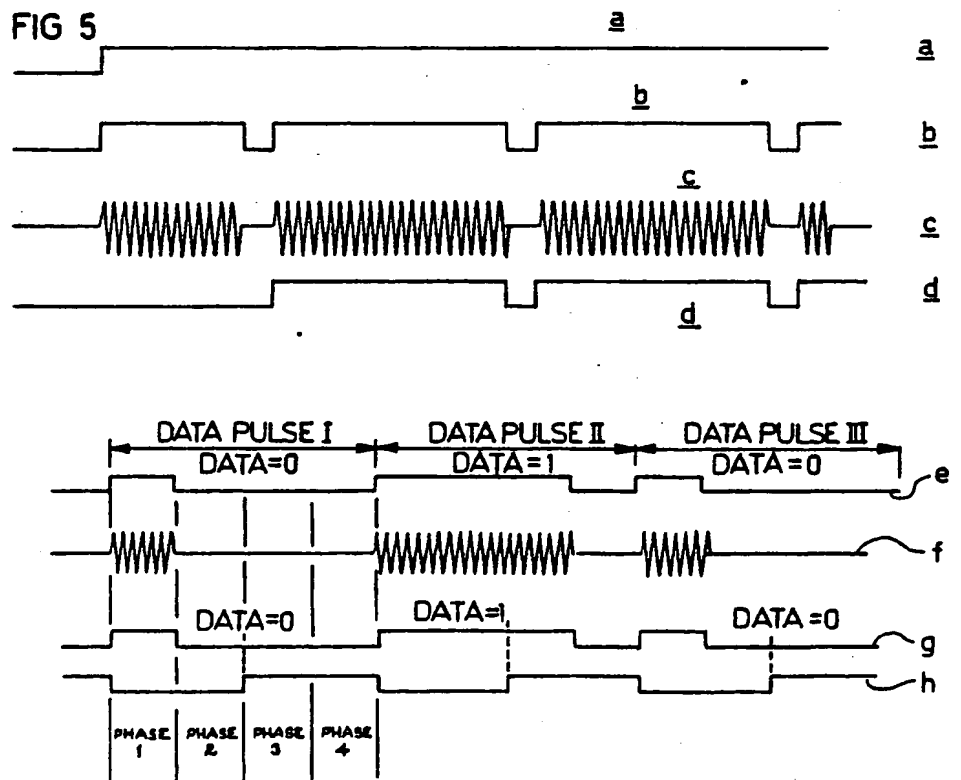 FIG 5
a
a
b
b
c
c
d
d
DATA PULSE I
DATA PULSE II
DATA PULSE III
DATA=0
DATA=1
DATA=0
e
f
DATA=0
DATA=1
DATA=0
g
h
PHASE 1
PHASE 2
PHASE 3
PHASE 4